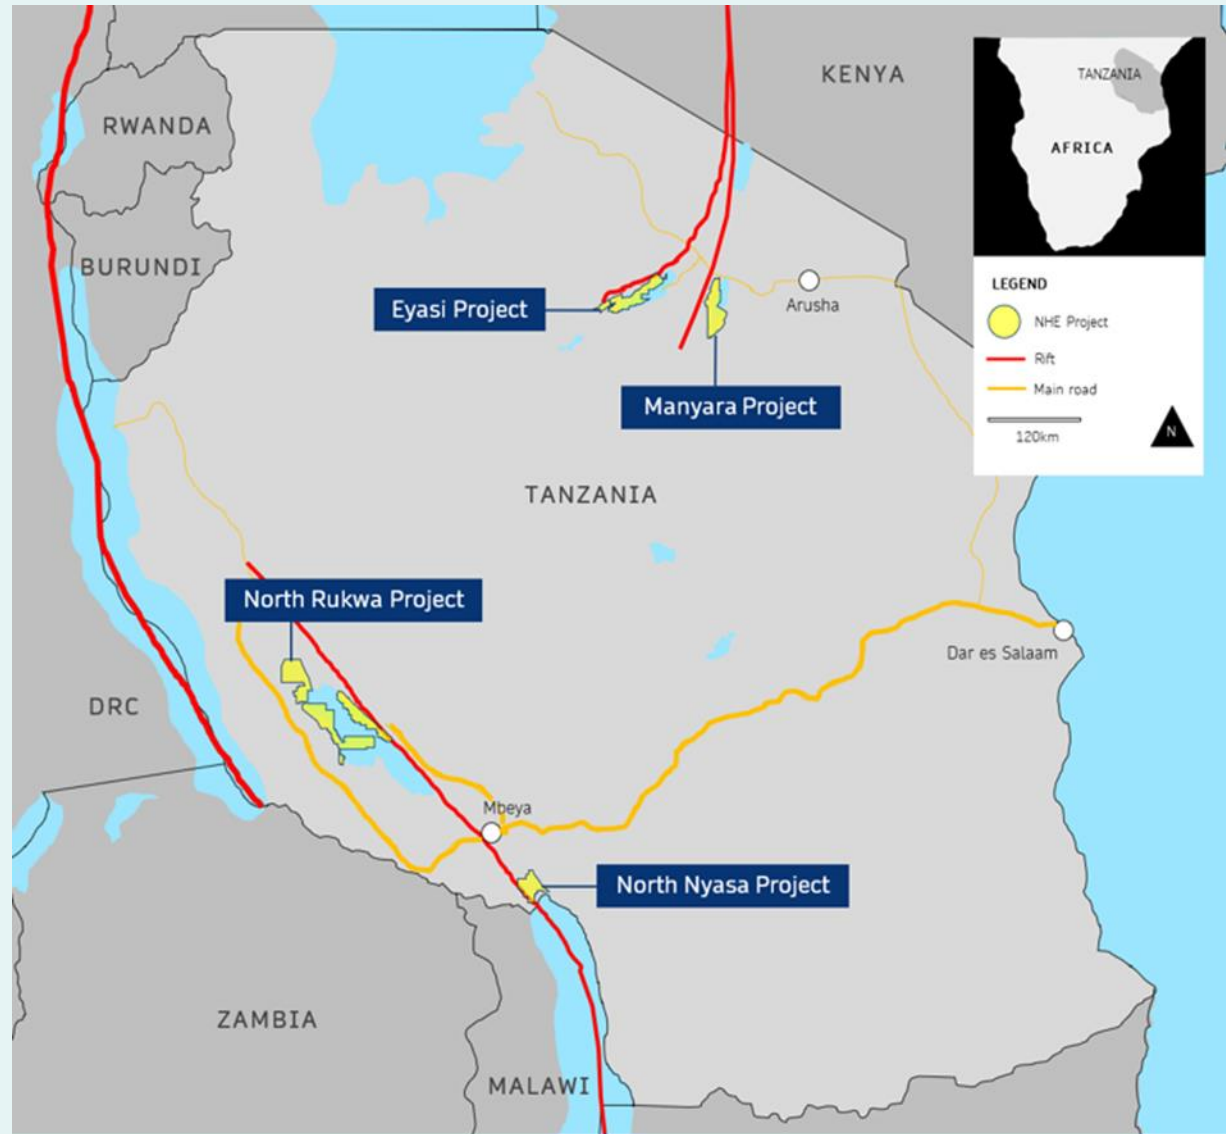 KENYA
TANZANIA
AFRICA
RWANDA
BURUNDI
Eyasi Project
Arusha
Manyara Project
LEGEND
NHE Project
Rift
Main road
120km
N
TANZANIA
North Rukwa Project
Dar es Salaam
DRC
Mbeya
North Nyasa Project
ZAMBIA
MALAWI